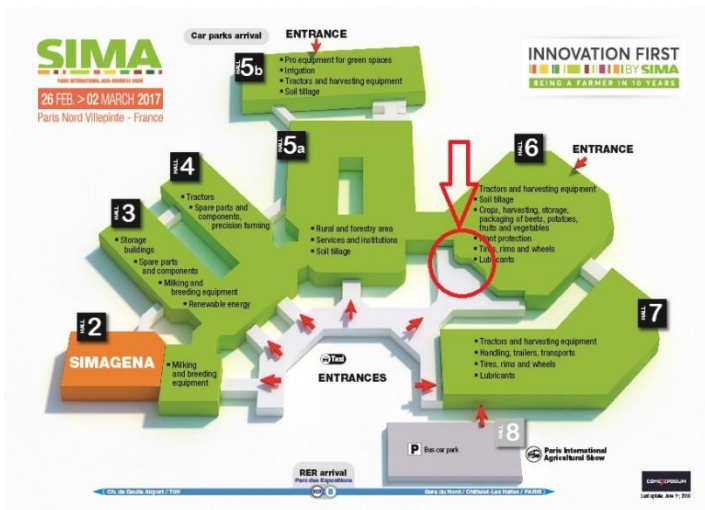 Car parks arrival
ENTRANCE
SIMA
PARIS INTERNATIONAL AGRI-BUSINESS SHOW
26 FEB. > 02 MARCH 2017
Paris Nord Villepinte - France
INNOVATION FIRST
BY SIMA
BEING A FARMER IN 10 YEARS
HALL 5b
• Pro equipment for green spaces
• Irrigation
• Tractors and harvesting equipment
• Soil tillage
HALL 5a
• Rural and forestry area
• Services and institutions
• Soil tillage
HALL 6
ENTRANCE
Tractors and harvesting equipment
• Soil tillage
• Crops, harvesting, storage,
packaging of beets, potatoes,
fruits and vegetables
• Plant protection
• Tires, rims and wheels
• Lubricants
HALL 4
• Tractors
• Spare parts and
components,
precision farming
HALL 3
• Storage
buildings
• Spare parts
and components
• Milking and
breeding equipment
• Renewable energy
HALL 2
SIMAGENA
• Milking
and breeding
equipment
HALL 7
• Tractors and harvesting equipment
• Handling, trailers, transports
• Tires, rims and wheels
• Lubricants
Taxi
ENTRANCES
HALL 8
P Bus car park
Paris International
Agricultural Show
RER arrival
Parc des Expositions
RER B
Ch. de Gaulle Airport / TGV
Gare du Nord / Châtelet-Les Halles / PARIS
COMEXPOSIUM
Last update: June 1st, 2016